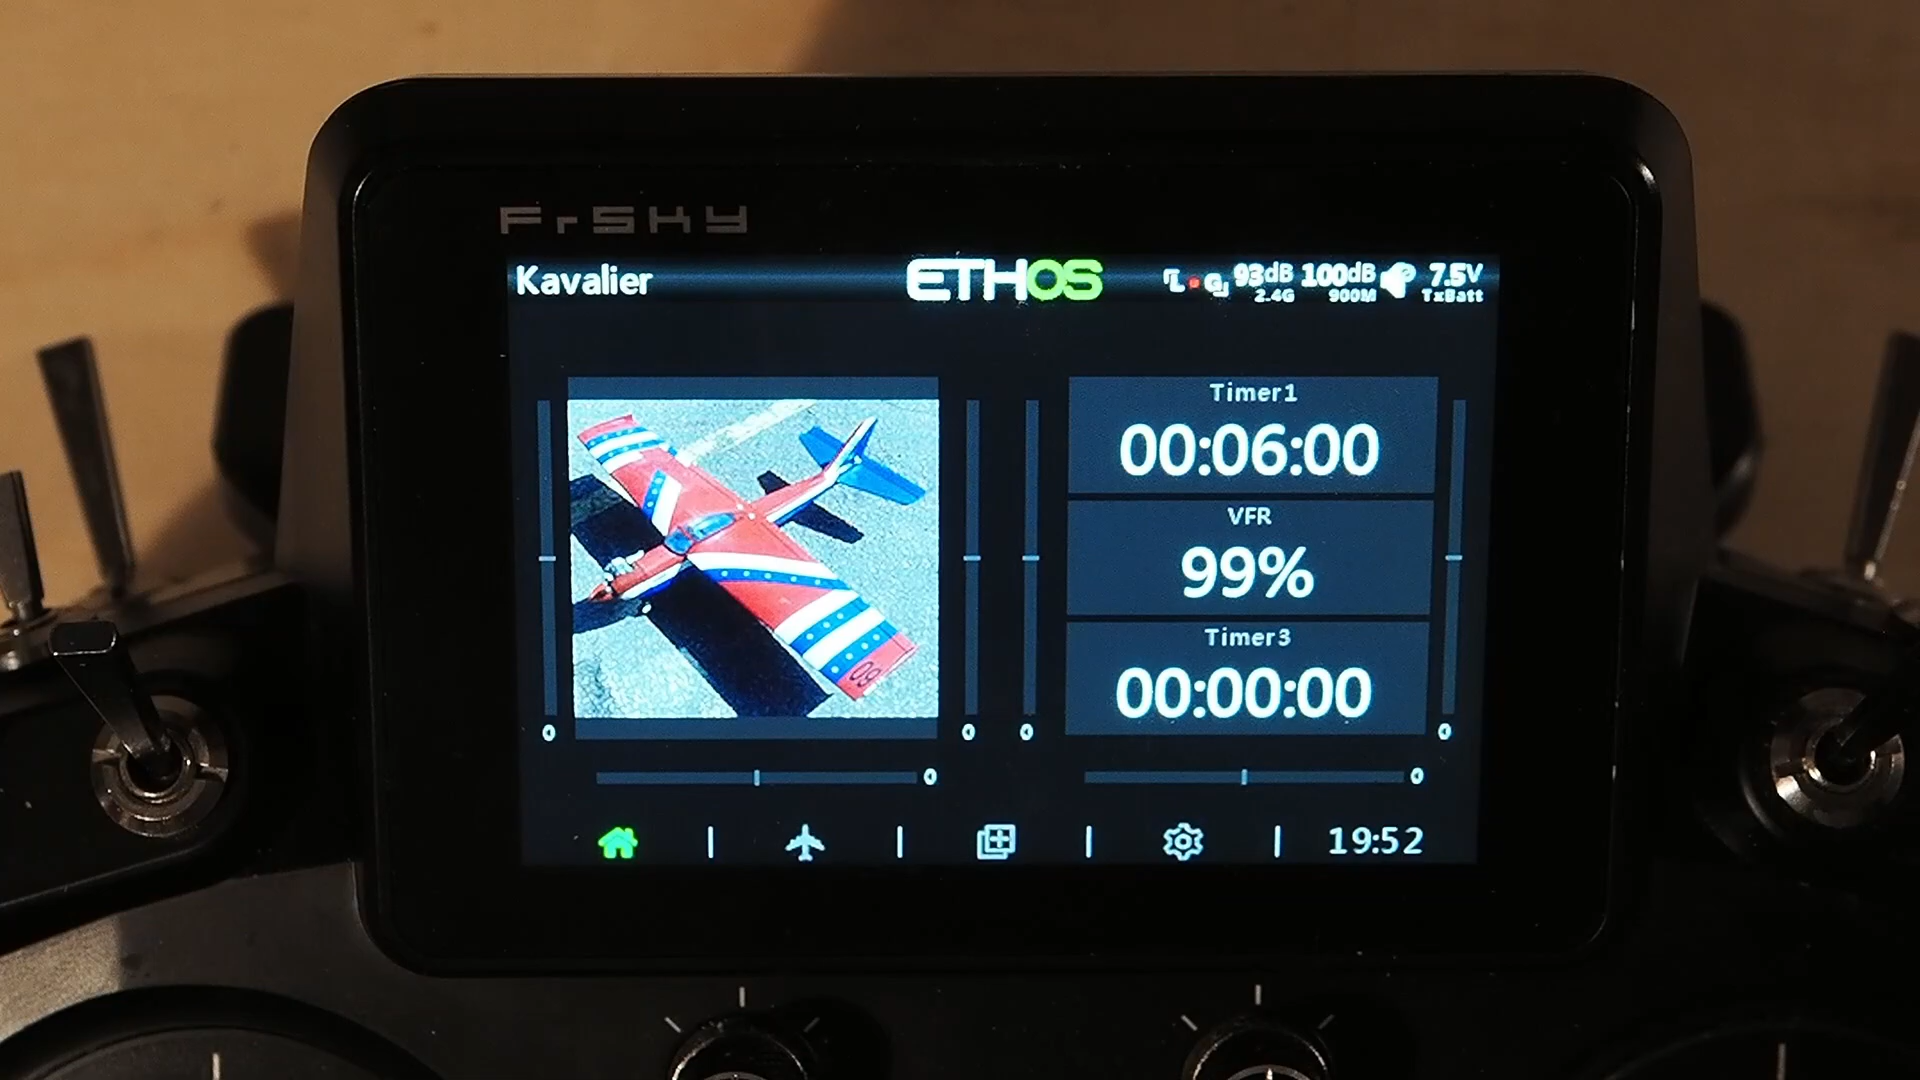 FrSKY
Kavalier
ETHOS
L G
93dB 100dB 7.5V
2.4G 900M TxBatt
Timer1
00:06:00
VFR
99%
Timer3
00:00:00
09
0 0 0 0
0 0
19:52